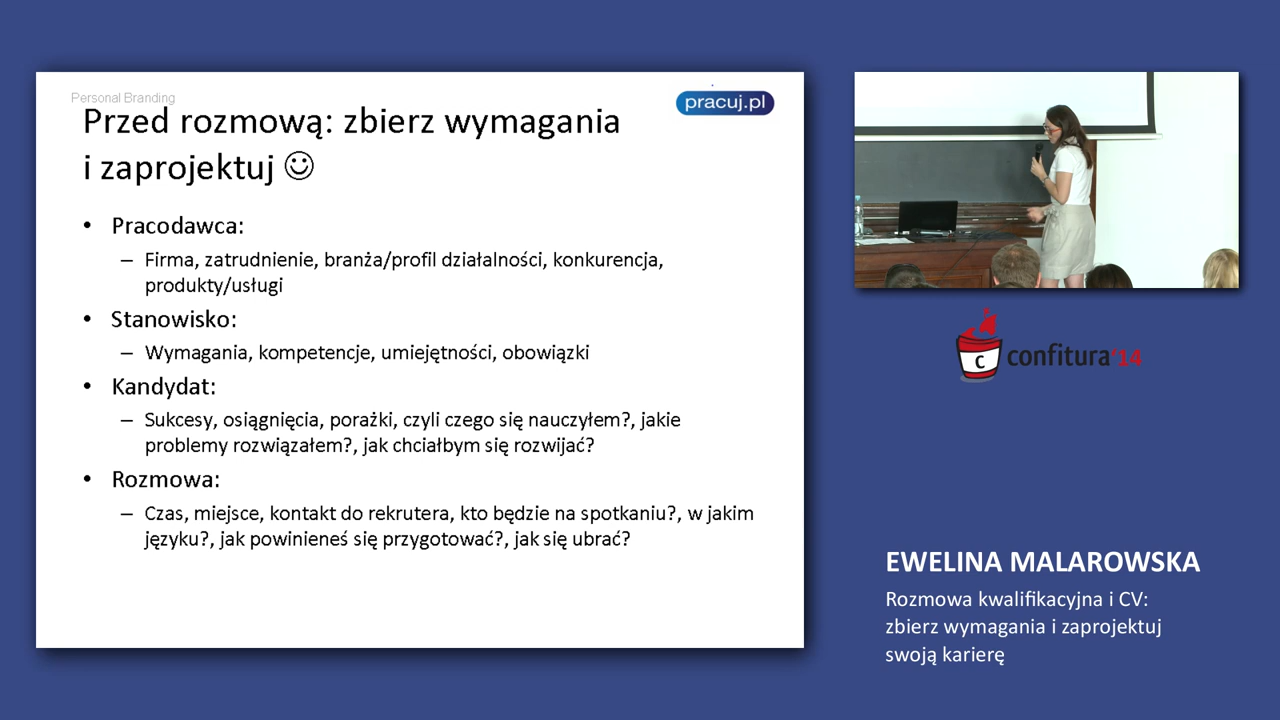 Personal Branding
pracuj.pl
Przed rozmową: zbierz wymagania
i zaprojektuj ☺
• Pracodawca:
– Firma, zatrudnienie, branża/profil działalności, konkurencja,
produkty/usługi
• Stanowisko:
– Wymagania, kompetencje, umiejętności, obowiązki
• Kandydat:
– Sukcesy, osiągnięcia, porażki, czyli czego się nauczyłem?, jakie
problemy rozwiązałem?, jak chciałbym się rozwijać?
• Rozmowa:
– Czas, miejsce, kontakt do rekrutera, kto będzie na spotkaniu?, w jakim
języku?, jak powinieneś się przygotować?, jak się ubrać?
C
confitura'14
EWELINA MALAROWSKA
Rozmowa kwalifikacyjna i CV:
zbierz wymagania i zaprojektuj
swoją karierę